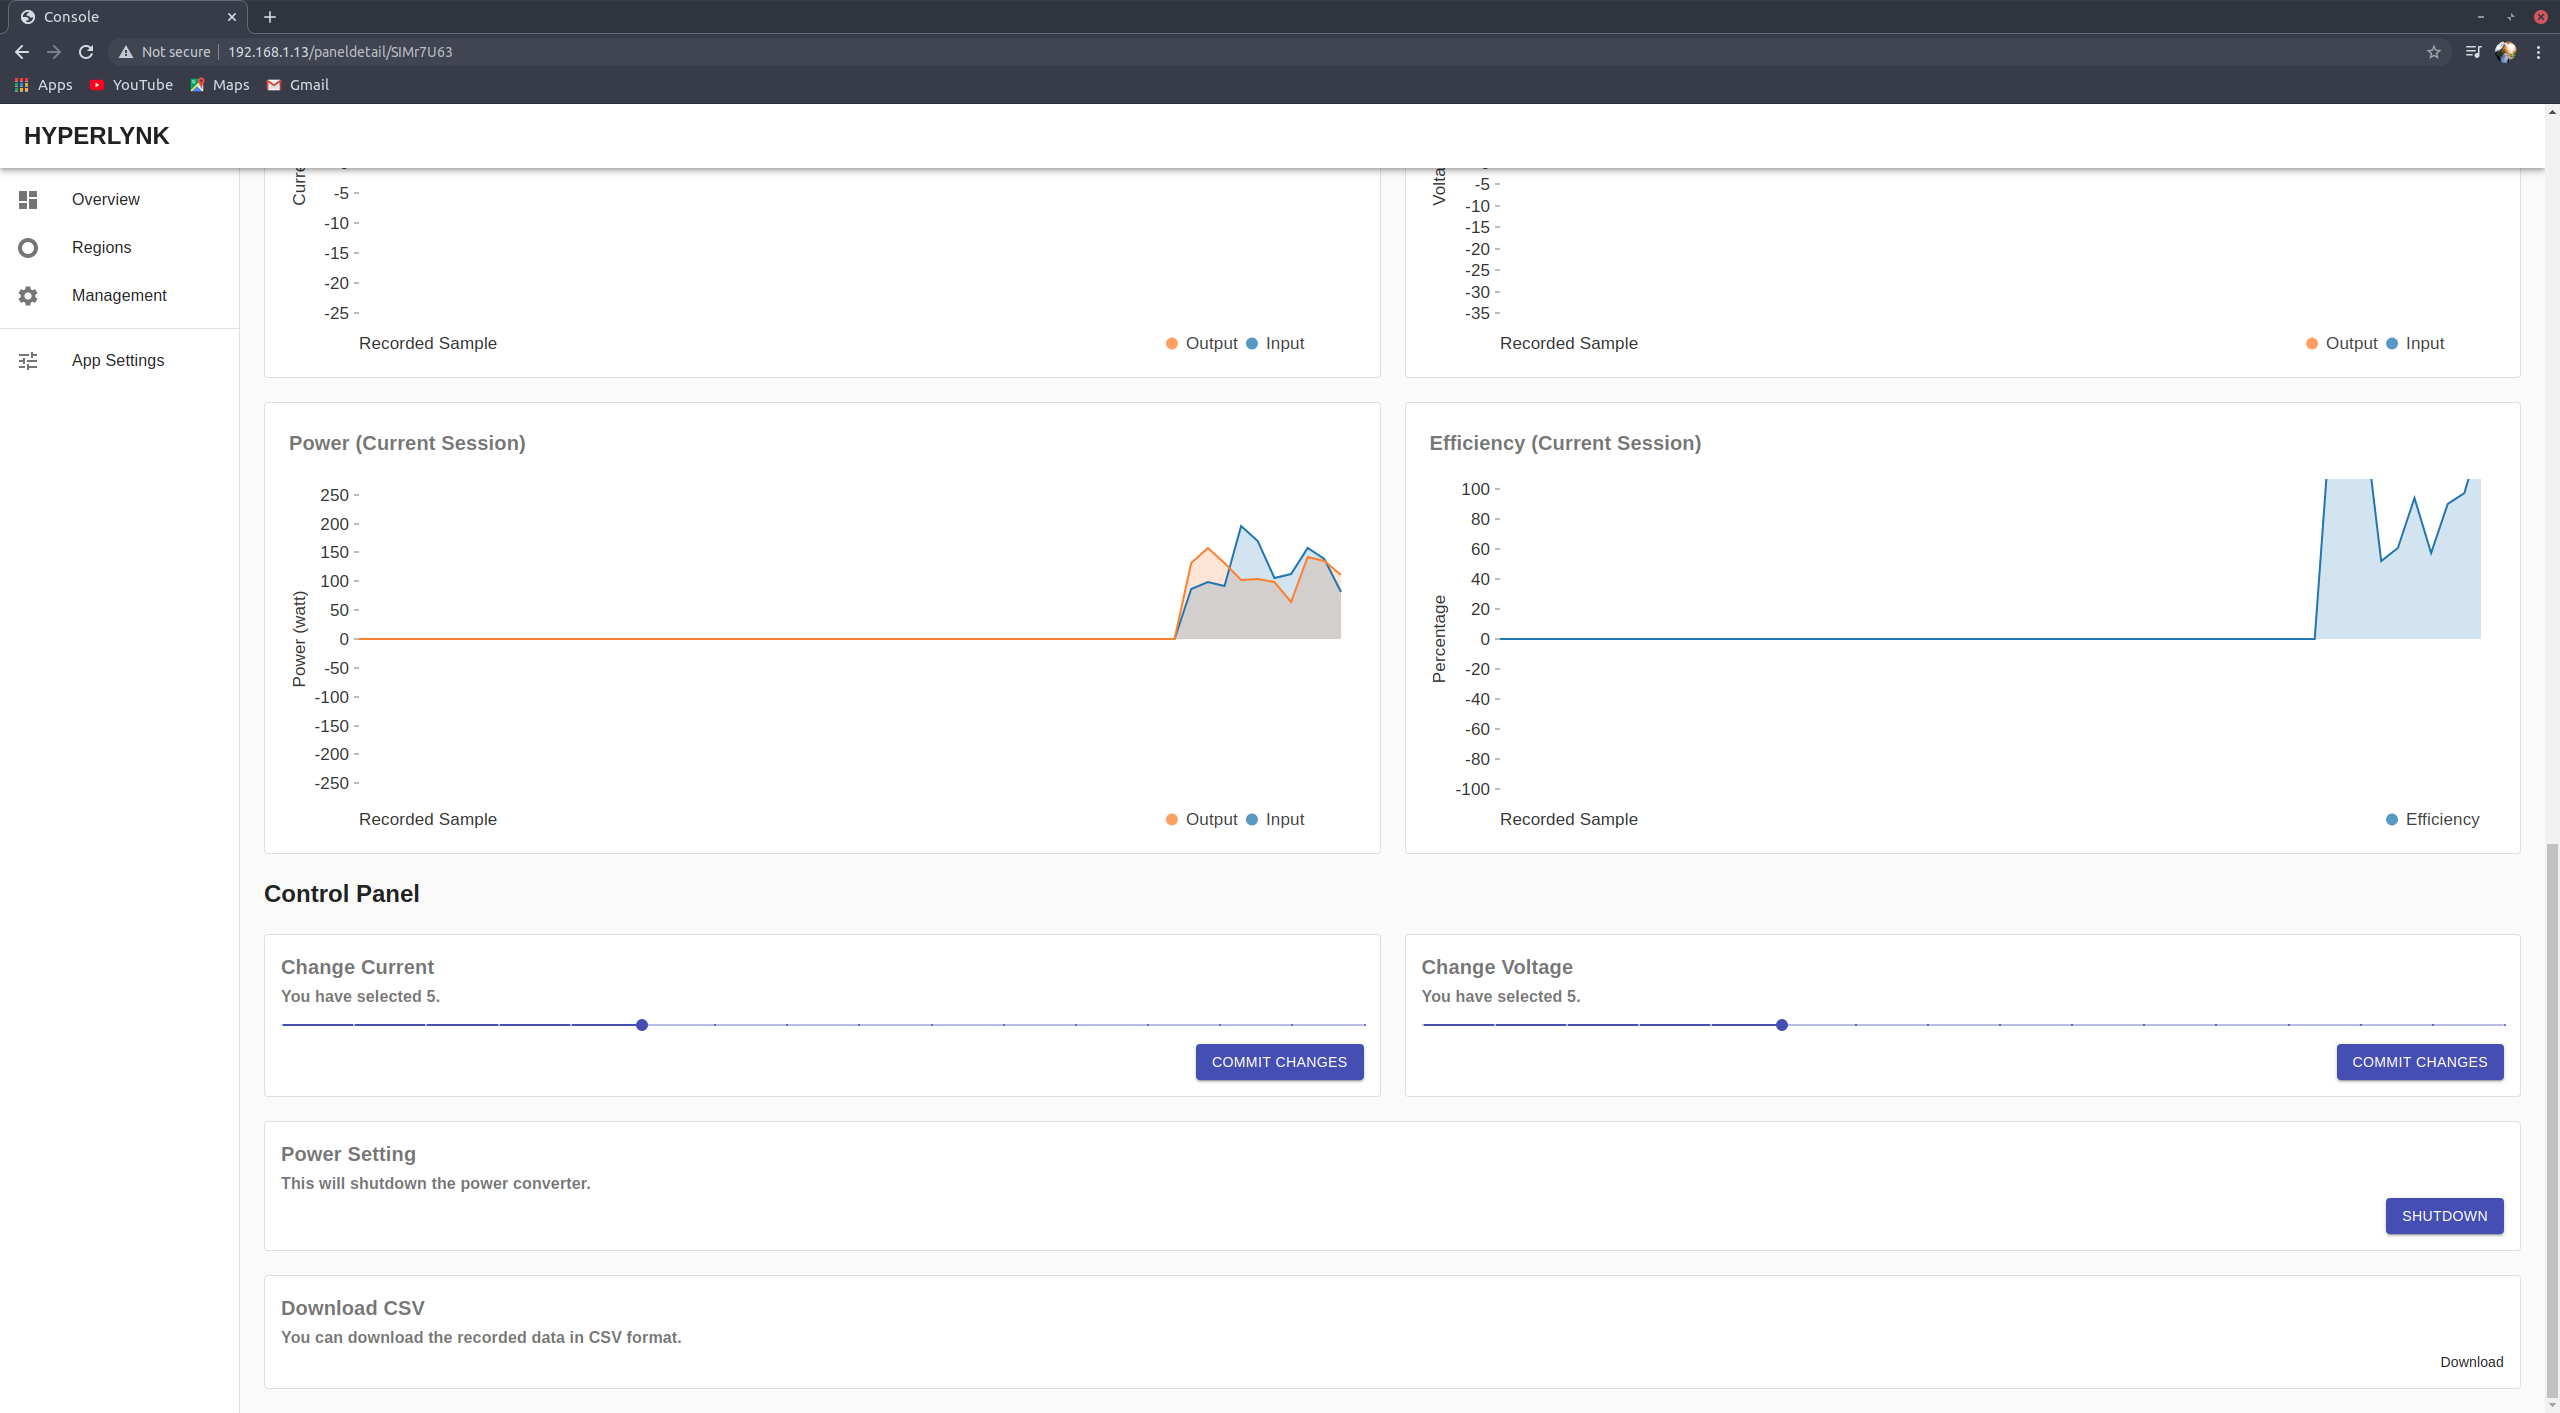 Console
Not secure 192.168.1.13/paneldetail/SIMr7U63
Apps YouTube Maps Gmail
HYPERLYNK
Overview
Regions
Management
App Settings
-5
-10
-15
-20
-25
Recorded Sample Output Input
-5
-10
-15
-20
-25
-30
-35
Recorded Sample Output Input
Power (Current Session)
Power (watt)
250
200
150
100
50
0
-50
-100
-150
-200
-250
Recorded Sample Output Input
Efficiency (Current Session)
Percentage
100
80
60
40
20
0
-20
-40
-60
-80
-100
Recorded Sample Efficiency
Control Panel
Change Current
You have selected 5.
COMMIT CHANGES
Change Voltage
You have selected 5.
COMMIT CHANGES
Power Setting
This will shutdown the power converter.
SHUTDOWN
Download CSV
You can download the recorded data in CSV format.
Download